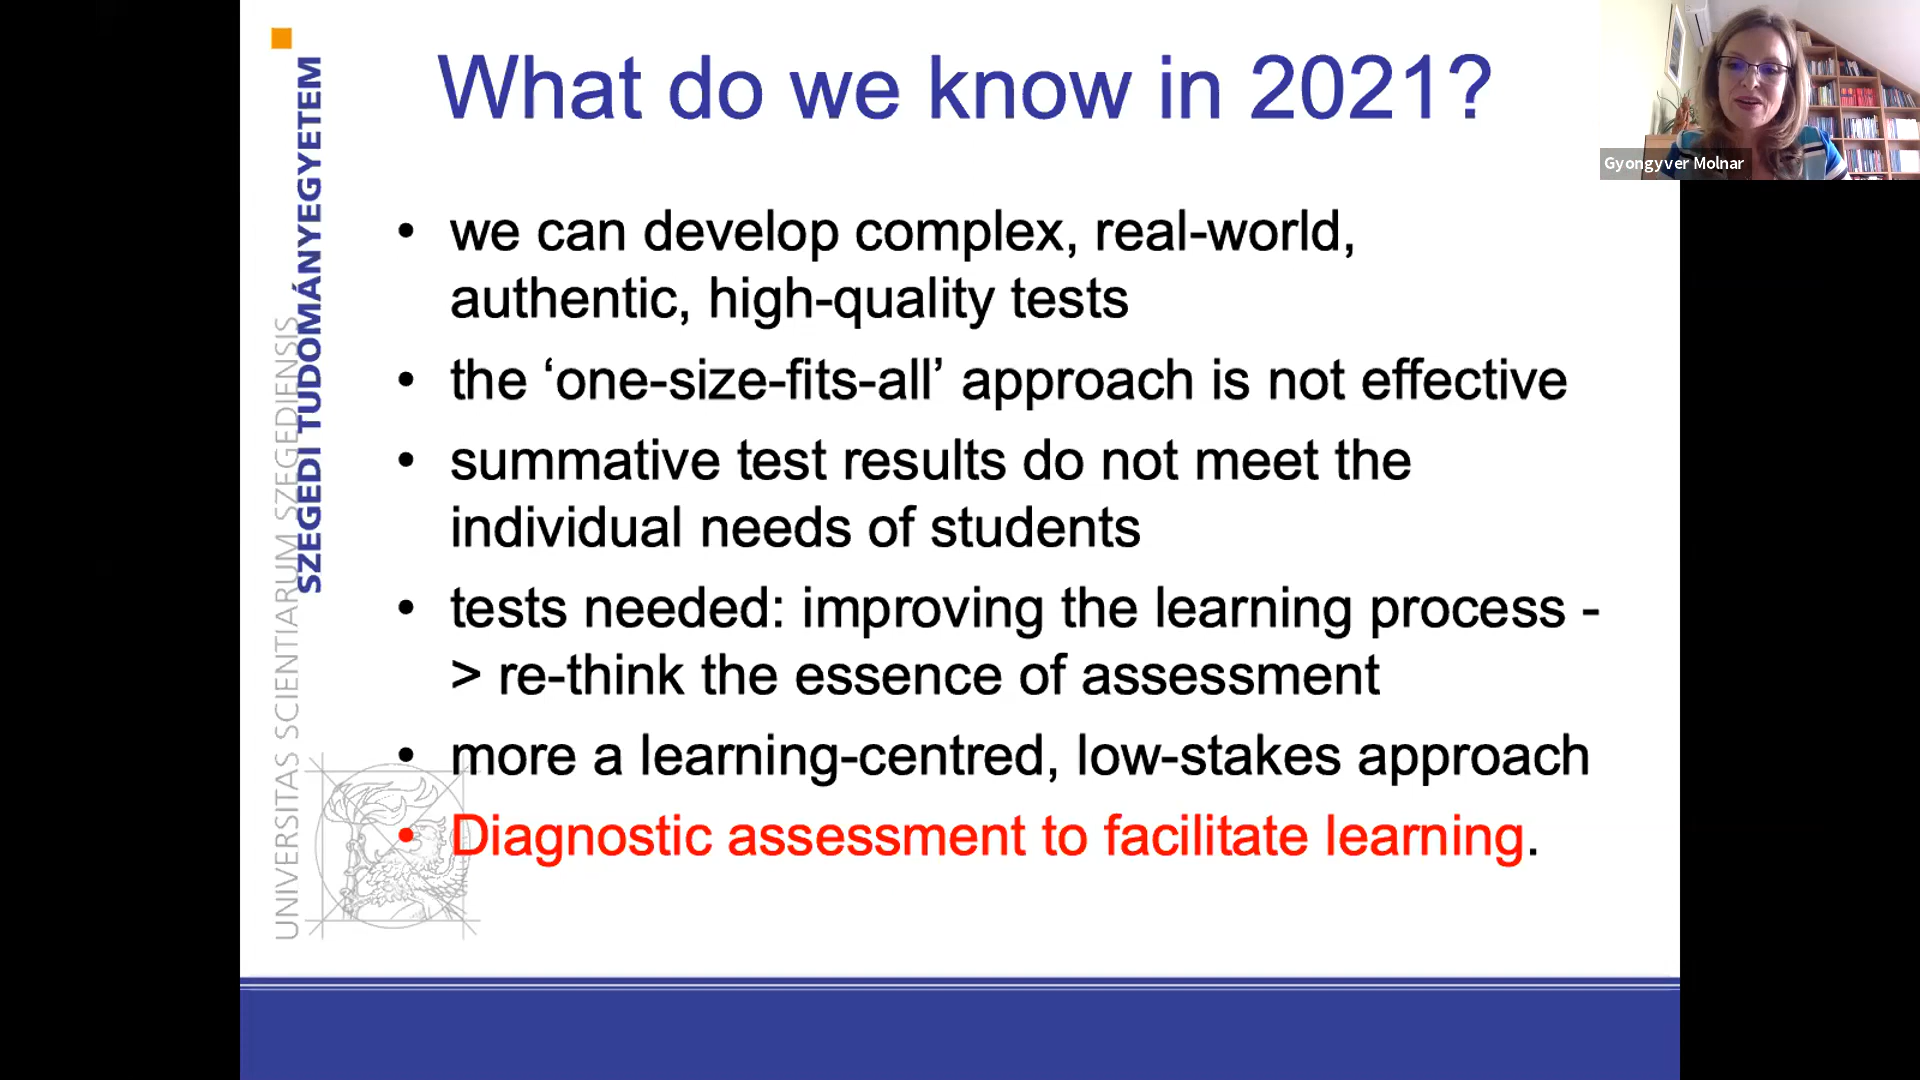 What do we know in 2021?
Gyongyver Molnar
SZEGEDI TUDOMÁNYEGYETEM
UNIVERSITAS SCIENTIARUM SZEGEDIENSIS
• we can develop complex, real-world,
authentic, high-quality tests
• the ‘one-size-fits-all’ approach is not effective
• summative test results do not meet the
individual needs of students
• tests needed: improving the learning process -
> re-think the essence of assessment
• more a learning-centred, low-stakes approach
• Diagnostic assessment to facilitate learning.